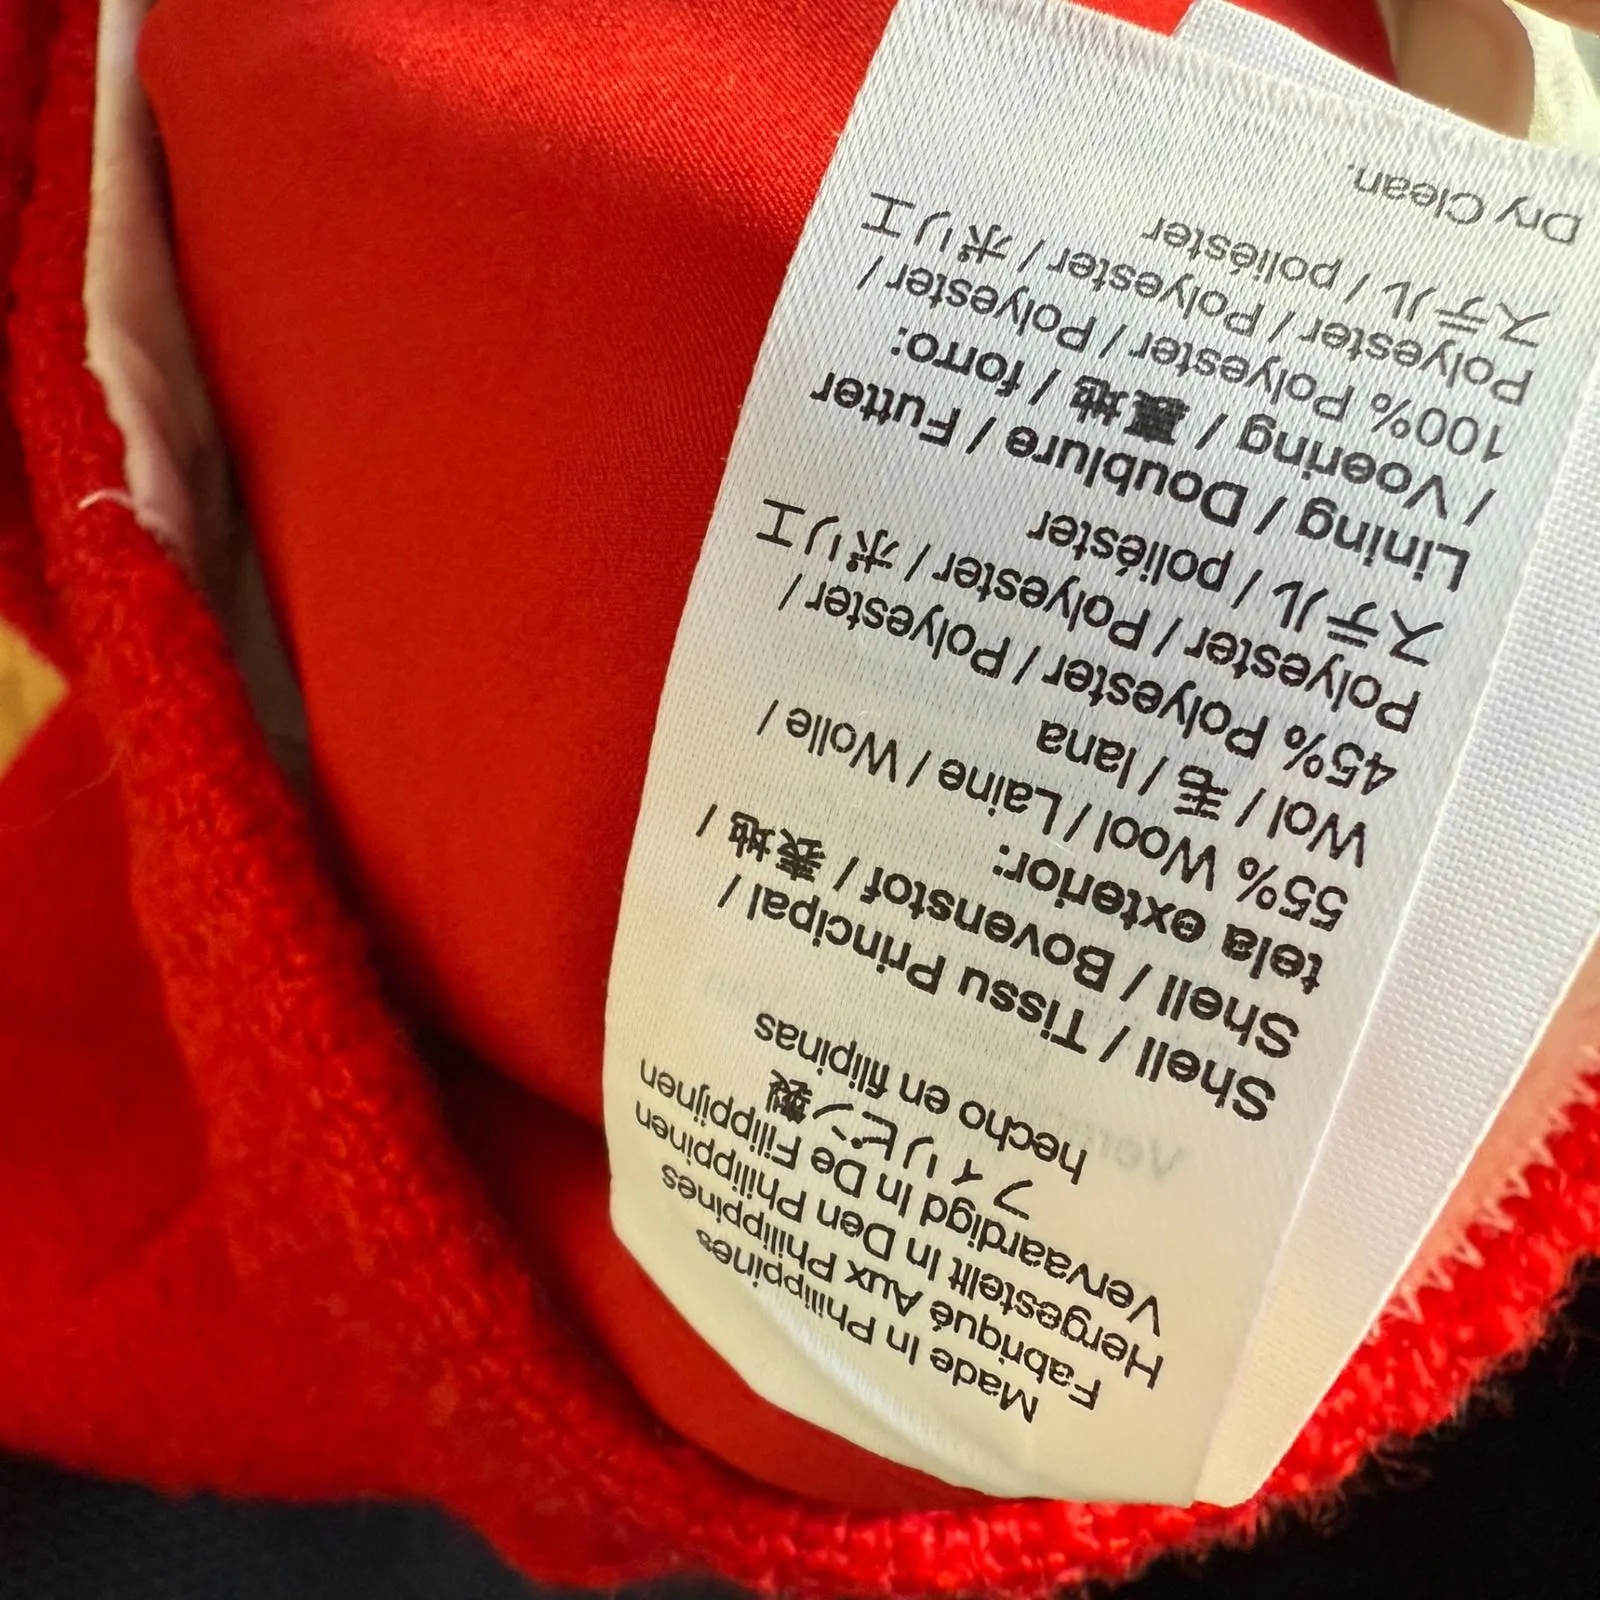 Made In Philippines
Fabriqué Aux Philippines
Hergestellt In Den Philippinen
Vervaardigd In De Filippijnen
フィリピン製
hecho en filipinas
Shell / Tissu Principal /
Shell / Bovenstof / 表地 /
tela exterior:
55% Wool / Laine / Wolle /
Wol / 毛 / lana
45% Polyester / Polyester /
Polyester / Polyester / ポリエ
ステル / poliéster
Lining / Doublure / Futter
/ Voering / 裏地 / forro:
100% Polyester / Polyester /
Polyester / Polyester / ポリエ
ステル / poliéster
Dry Clean.